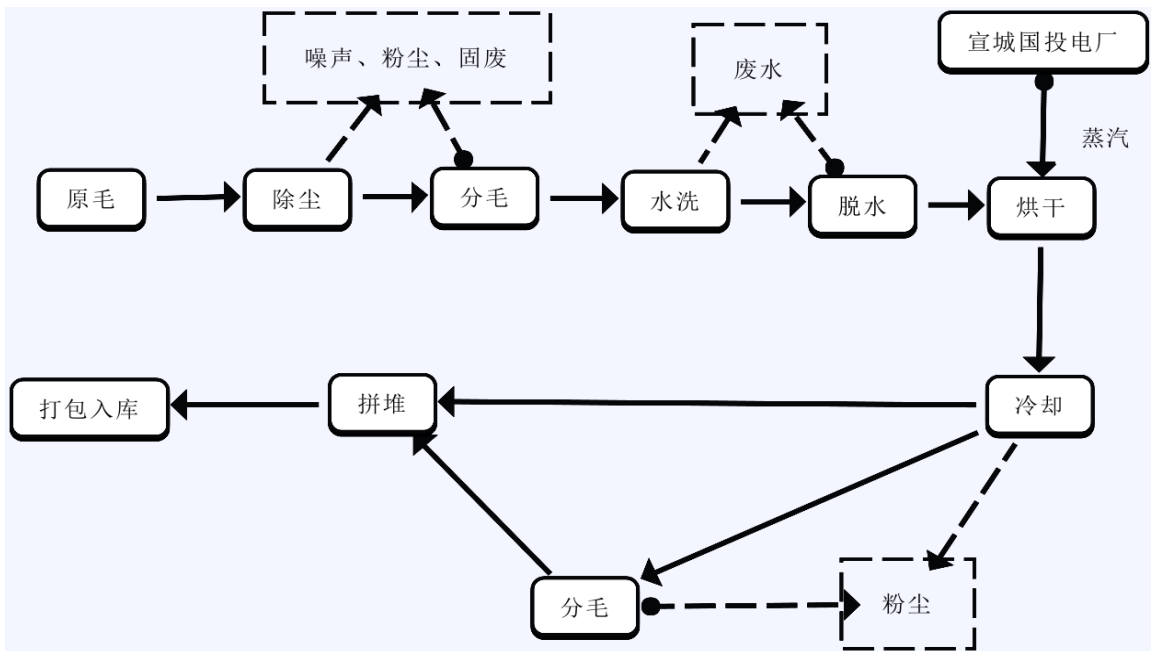 噪声、粉尘、固废
废水
宣城国投电厂
蒸汽
原毛
除尘
分毛
水洗
脱水
烘干
打包入库
拼堆
冷却
分毛
粉尘